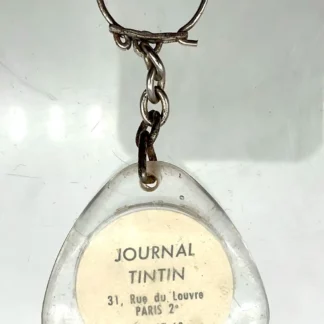 JOURNAL
TINTIN
31, Rue du Louvre
PARIS 2e